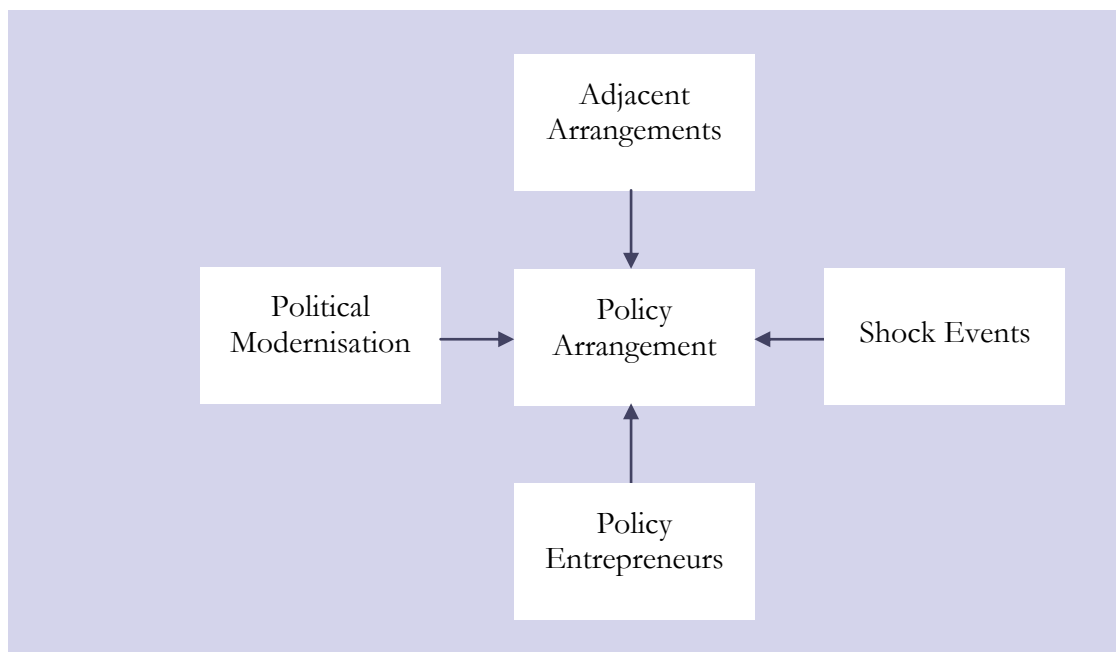 Adjacent
Arrangements
Political
Modernisation
Policy
Arrangement
Shock Events
Policy
Entrepreneurs